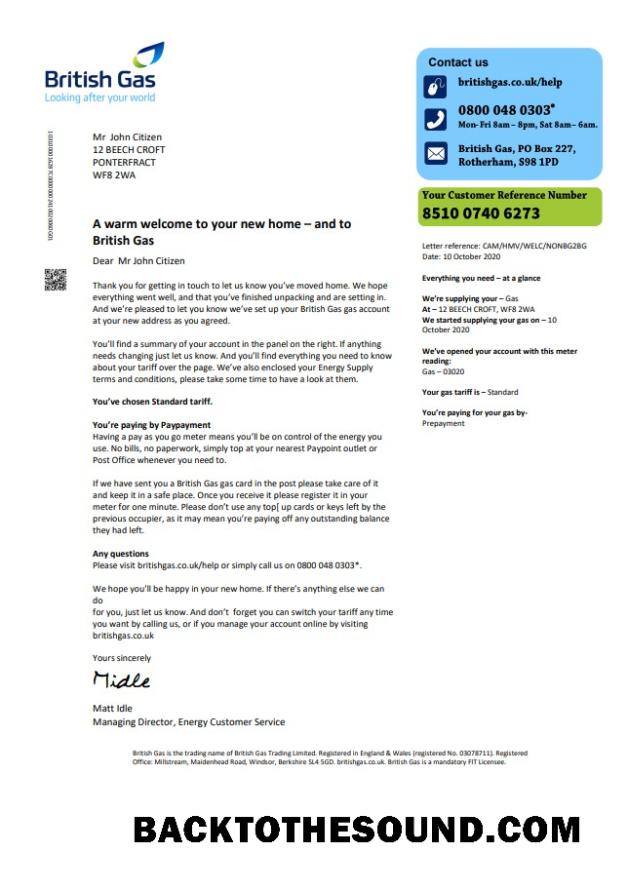 British Gas
Looking after your world
Contact us
britishgas.co.uk/help
0800 048 0303*
Mon- Fri 8am – 8pm, Sat 8am– 6am.
British Gas, PO Box 227,
Rotherham, S98 1PD
Mr John Citizen
12 BEECH CROFT
PONTERFRACT
WF8 2WA
Your Customer Reference Number
8510 0740 6273
A warm welcome to your new home – and to
British Gas
Dear Mr John Citizen
Thank you for getting in touch to let us know you've moved home. We hope
everything went well, and that you've finished unpacking and are setting in.
And we're pleased to let you know we've set up your British Gas gas account
at your new address as you agreed.
You'll find a summary of your account in the panel on the right. If anything
needs changing just let us know. And you'll find everything you need to know
about your tariff over the page. We've also enclosed your Energy Supply
terms and conditions, please take some time to have a look at them.
You've chosen Standard tariff.
You're paying by Paypayment
Having a pay as you go meter means you'll be on control of the energy you
use. No bills, no paperwork, simply top at your nearest Paypoint outlet or
Post Office whenever you need to.
If we have sent you a British Gas gas card in the post please take care of it
and keep it in a safe place. Once you receive it please register it in your
meter for one minute. Please don't use any top[ up cards or keys left by the
previous occupier, as it may mean you're paying off any outstanding balance
they had left.
Any questions
Please visit britishgas.co.uk/help or simply call us on 0800 048 0303*.
We hope you'll be happy in your new home. If there's anything else we can
do
for you, just let us know. And don't forget you can switch your tariff any time
you want by calling us, or if you manage your account online by visiting
britishgas.co.uk
Yours sincerely
Midle
Matt Idle
Managing Director, Energy Customer Service
Letter reference: CAM/HMV/WELC/NONBG2BG
Date: 10 October 2020
Everything you need – at a glance
We're supplying your – Gas
At – 12 BEECH CROFT, WF8 2WA
We started supplying your gas on – 10
October 2020
We've opened your account with this meter
reading:
Gas – 03020
Your gas tariff is – Standard
You're paying for your gas by-
Prepayment
British Gas is the trading name of British Gas Trading Limited. Registered in England & Wales (registered No. 03078711). Registered
Office: Millstream, Maidenhead Road, Windsor, Berkshire SL4 5GD. britishgas.co.uk. British Gas is a mandatory FIT Licensee.
BACKTOTHESOUND.COM